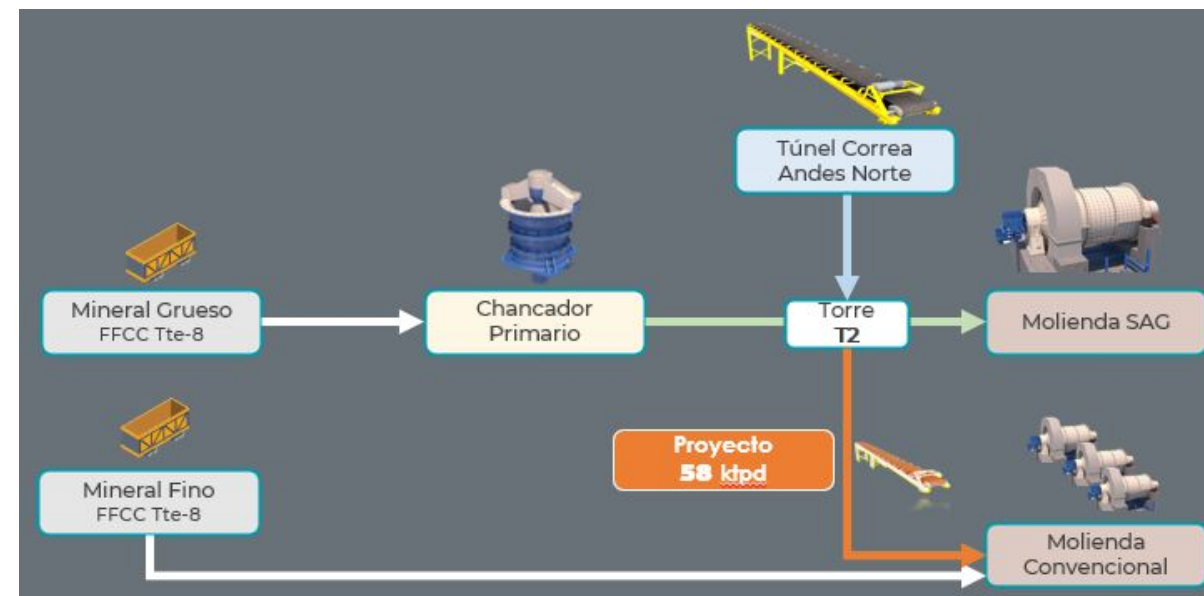 Túnel Correa
Andes Norte
Mineral Grueso
FFCC Tte-8
Chancador
Primario
Torre
T2
Molienda SAG
Proyecto
58 ktpd
Mineral Fino
FFCC Tte-8
Molienda
Convencional